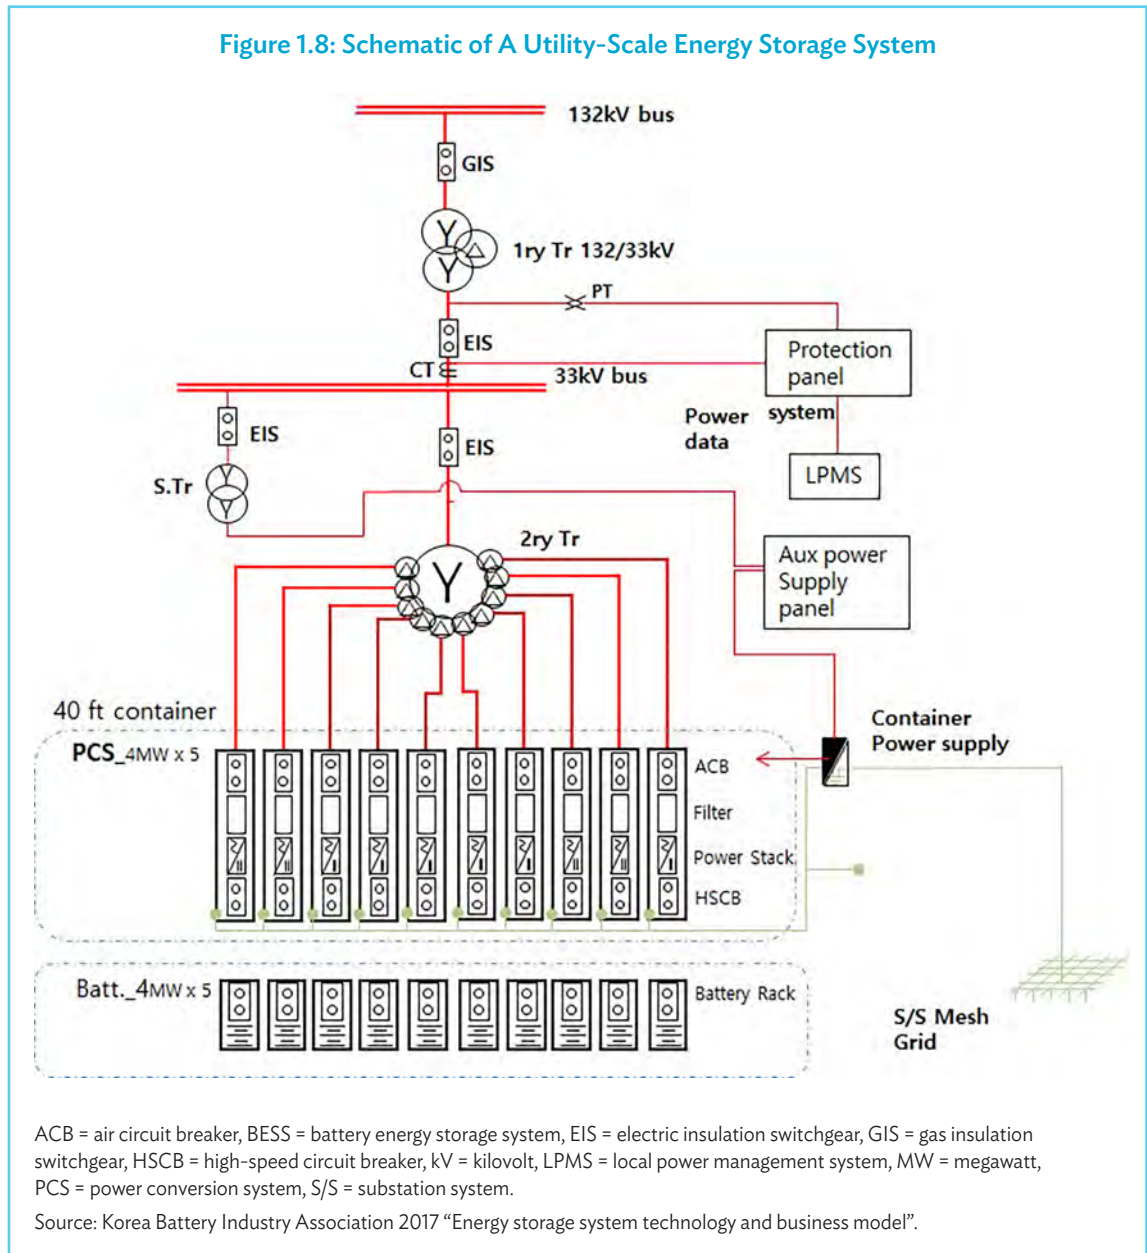 Figure 1.8: Schematic of A Utility-Scale Energy Storage System
132kV bus
GIS
Y
Y
1ry Tr 132/33kV
PT
EIS
Protection
panel
CT
33kV bus
Power system
data
EIS
EIS
LPMS
S.Tr
Y
Y
2ry Tr
Y
Aux power
Supply
panel
40 ft container
Container
Power supply
PCS_4MW x 5
ACB
Filter
Power Stack
HSCB
Batt._4MW x 5
Battery Rack
S/S Mesh
Grid
ACB = air circuit breaker, BESS = battery energy storage system, EIS = electric insulation switchgear, GIS = gas insulation
switchgear, HSCB = high-speed circuit breaker, kV = kilovolt, LPMS = local power management system, MW = megawatt,
PCS = power conversion system, S/S = substation system.
Source: Korea Battery Industry Association 2017 “Energy storage system technology and business model”.